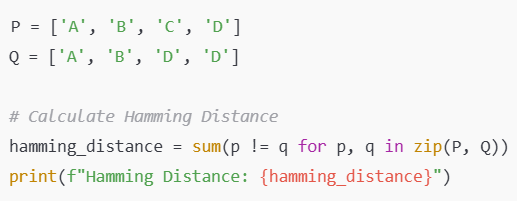 P = ['A', 'B', 'C', 'D']
Q = ['A', 'B', 'D', 'D']
# Calculate Hamming Distance
hamming_distance = sum(p != q for p, q in zip(P, Q))
print(f"Hamming Distance: {hamming_distance}")